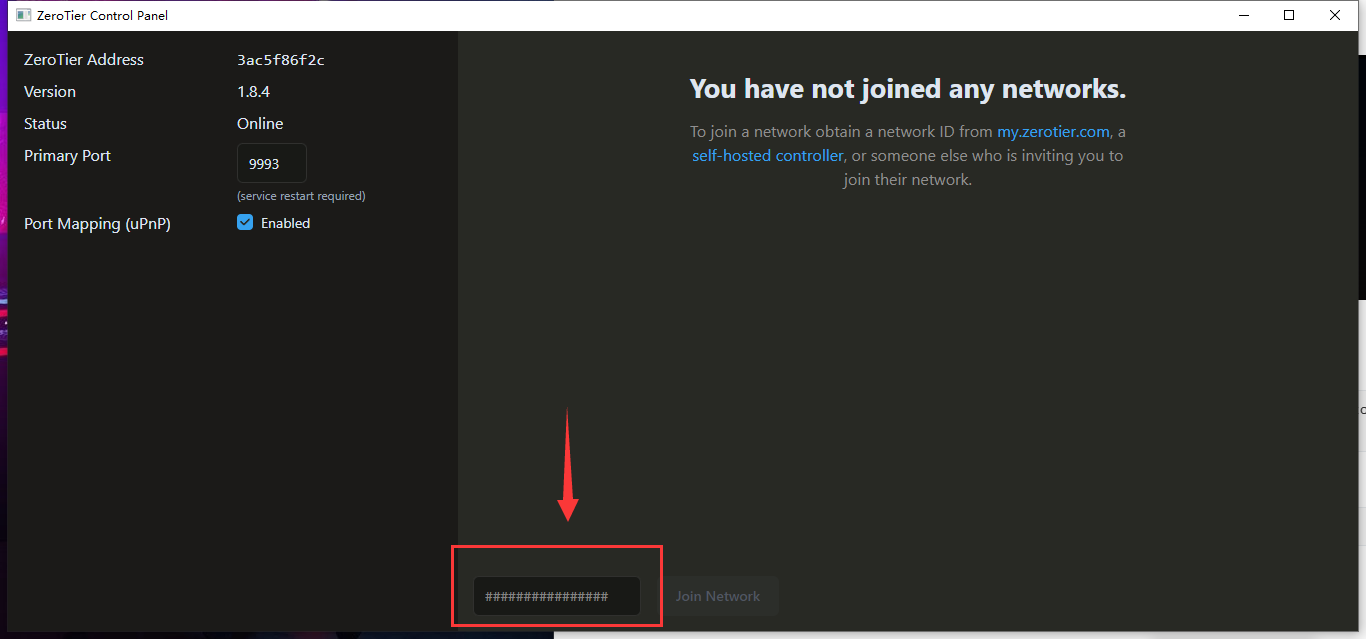 ZeroTier Control Panel
ZeroTier Address 3ac5f86f2c
Version 1.8.4
Status Online
Primary Port 9993
(service restart required)
Port Mapping (uPnP) Enabled
You have not joined any networks.
To join a network obtain a network ID from my.zerotier.com, a
self-hosted controller, or someone else who is inviting you to
join their network.
################ Join Network